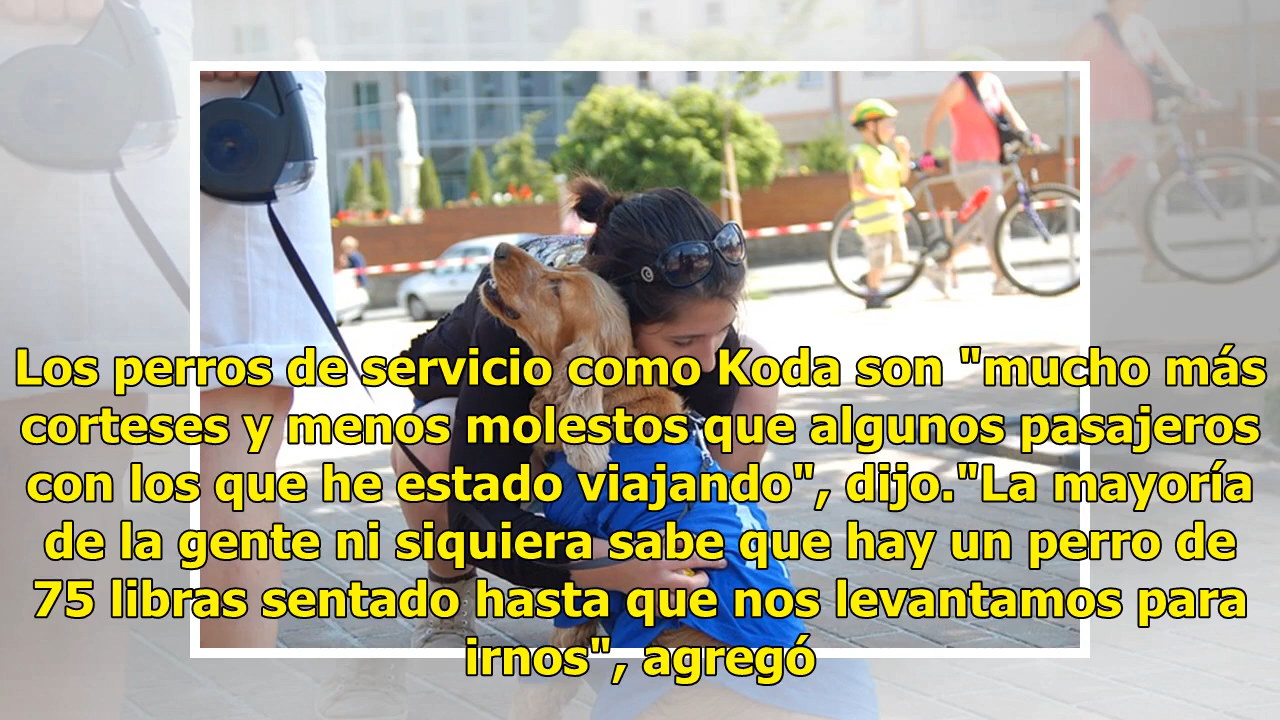 Los perros de servicio como Koda son "mucho más
corteses y menos molestos que algunos pasajeros
con los que he estado viajando", dijo."La mayoría
de la gente ni siquiera sabe que hay un perro de
75 libras sentado hasta que nos levantamos para
irnos", agregó